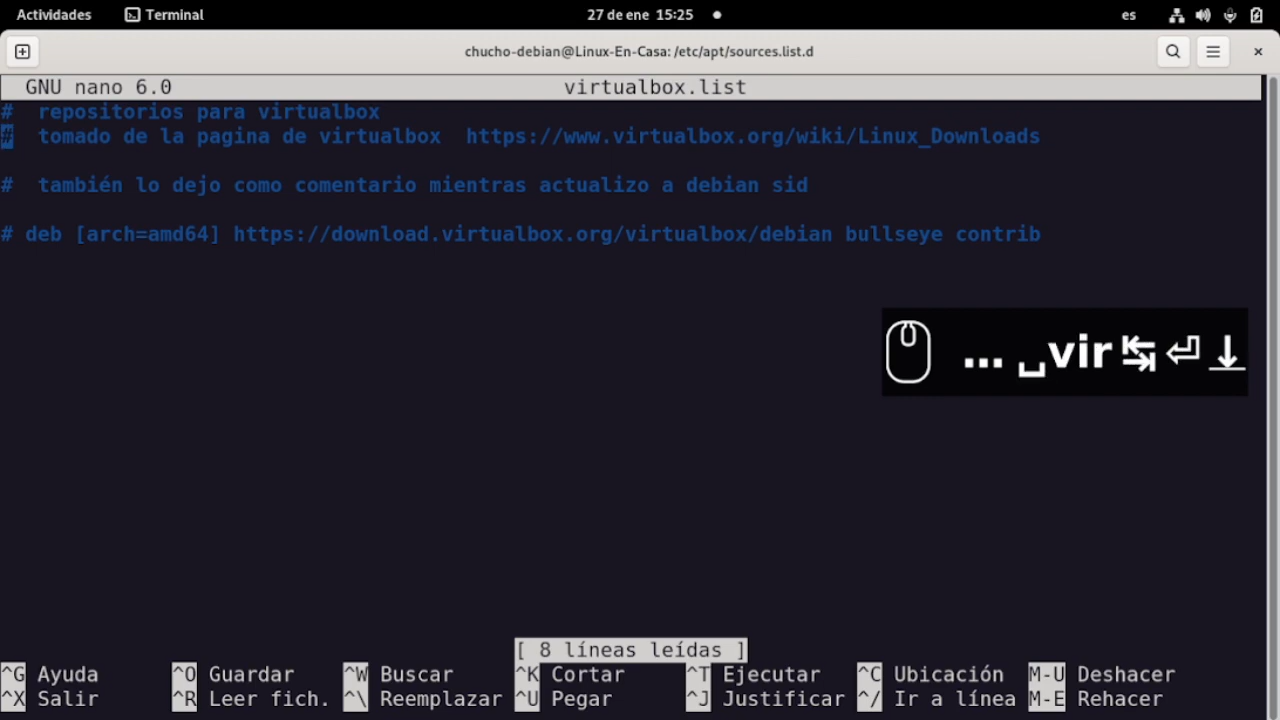 Actividades Terminal 27 de ene 15:25 es
chucho-debian@Linux-En-Casa: /etc/apt/sources.list.d
GNU nano 6.0 virtualbox.list
#  repositorios para virtualbox
#  tomado de la pagina de virtualbox  https://www.virtualbox.org/wiki/Linux_Downloads
#  también lo dejo como comentario mientras actualizo a debian sid
# deb [arch=amd64] https://download.virtualbox.org/virtualbox/debian bullseye contrib
... ␣vir↹⏎↓
[ 8 líneas leídas ]
^G Ayuda ^O Guardar ^W Buscar ^K Cortar ^T Ejecutar ^C Ubicación M-U Deshacer
^X Salir ^R Leer fich. ^\ Reemplazar ^U Pegar ^J Justificar ^/ Ir a línea M-E Rehacer